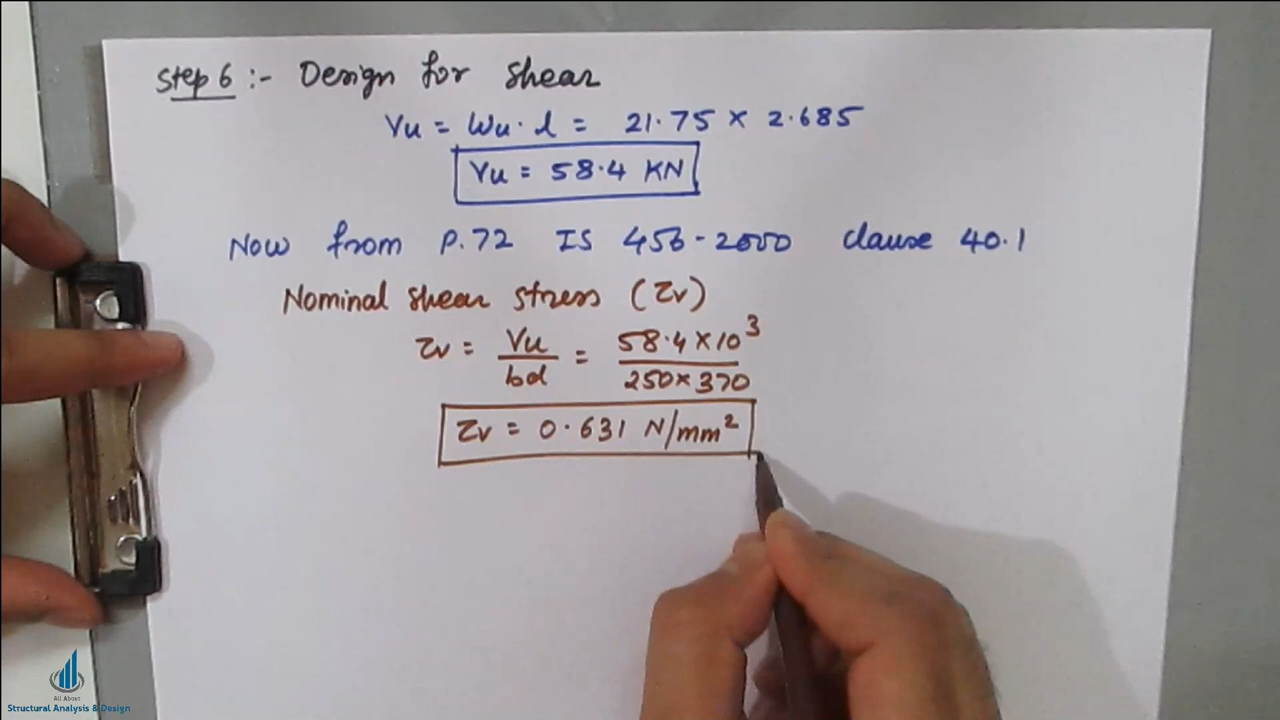 Step 6 :- Design for Shear
Vu = Wu. l = 21.75 x 2.685
Vu = 58.4 KN
Now from P.72 IS 456-2000 clause 40.1
Nominal shear stress (τv)
τv = Vu/bd = 58.4 x 10³/250 x 370
τv = 0.631 N/mm²
All About
Structural Analysis & Design